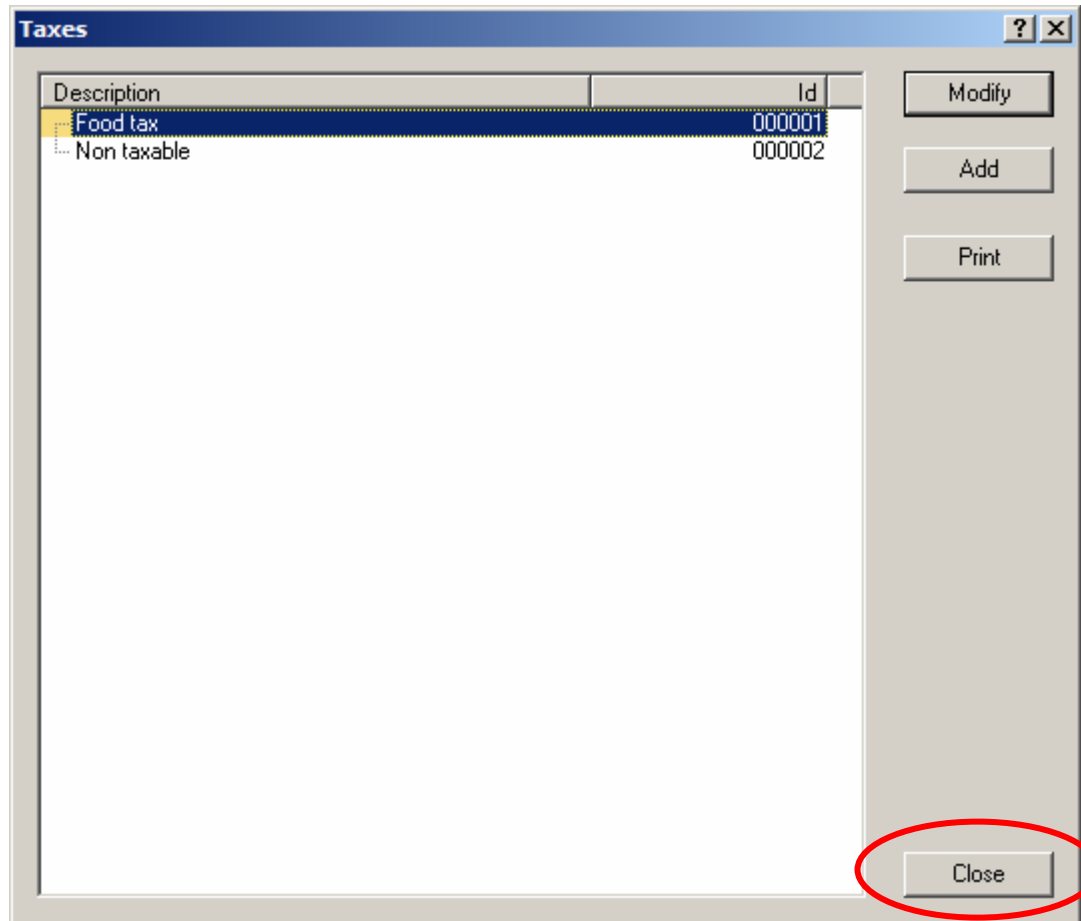 Taxes
Description Id
Food tax 000001
Non taxable 000002
Modify
Add
Print
Close